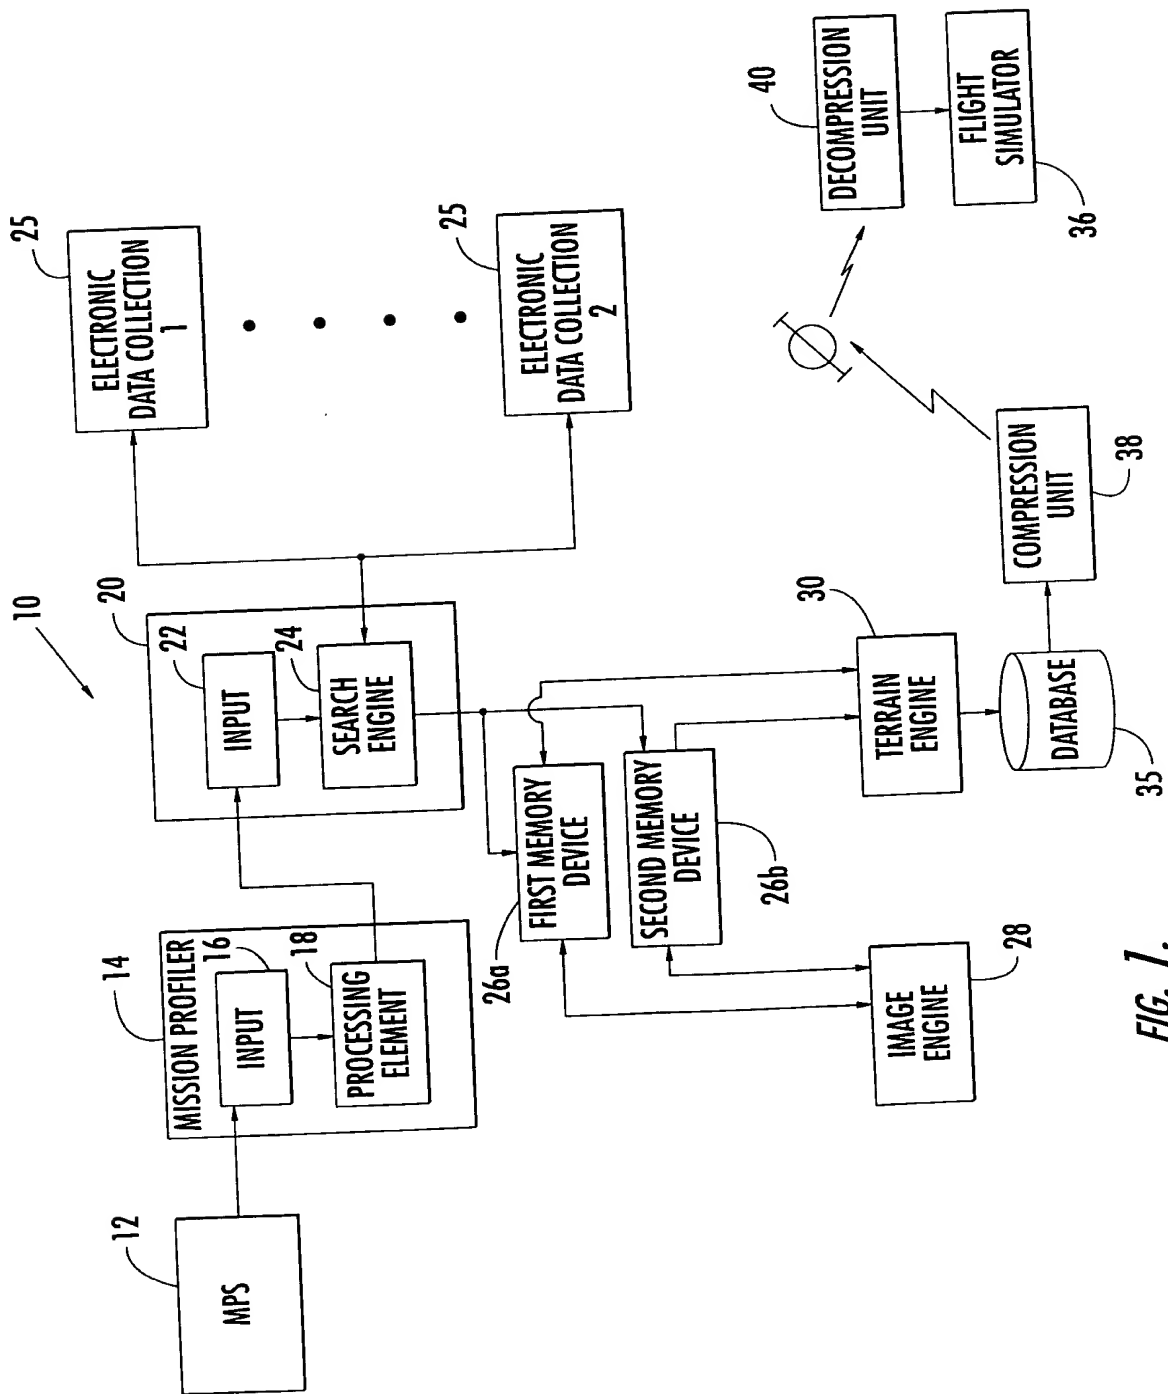 10
12
MPS
14
MISSION PROFILER
16
INPUT
18
PROCESSING
ELEMENT
20
22
INPUT
24
SEARCH
ENGINE
25
ELECTRONIC
DATA COLLECTION
1
25
ELECTRONIC
DATA COLLECTION
2
26a
FIRST MEMORY
DEVICE
SECOND MEMORY
DEVICE
26b
IMAGE
ENGINE
28
30
TERRAIN
ENGINE
DATABASE
35
COMPRESSION
UNIT
38
40
DECOMPRESSION
UNIT
FLIGHT
SIMULATOR
36
FIG. 1.